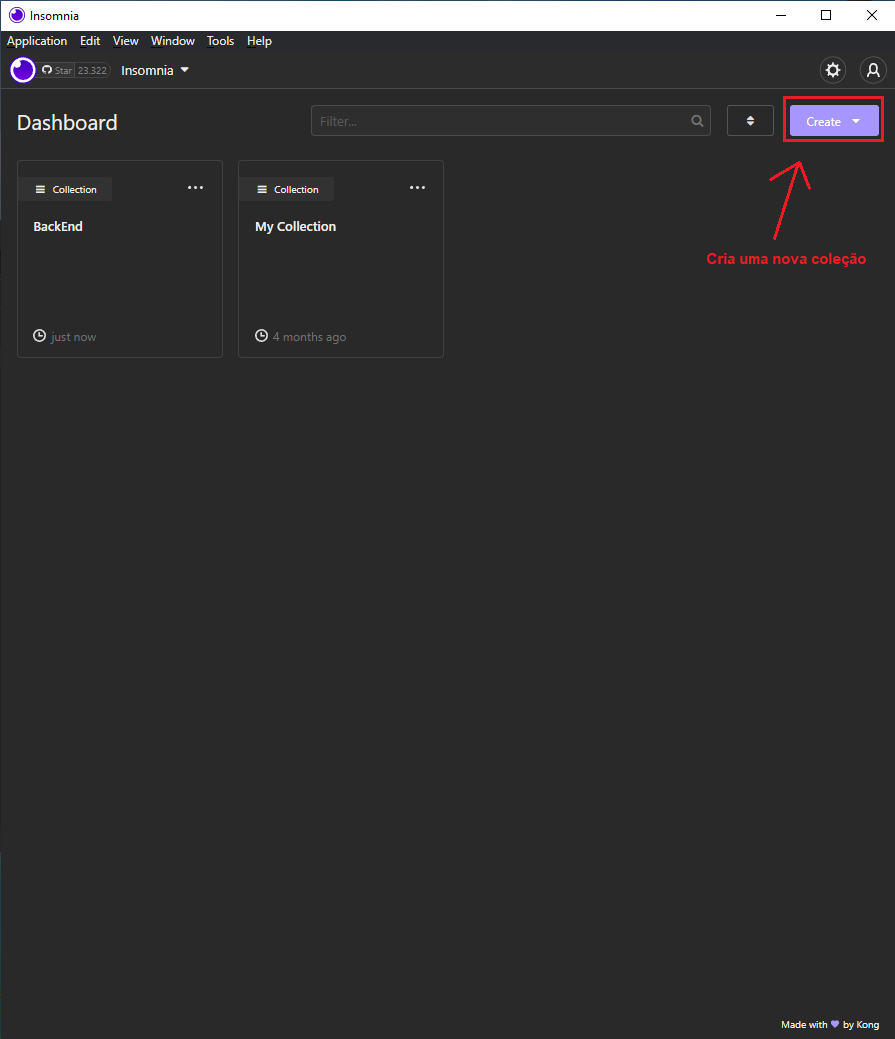 Insomnia
Application Edit View Window Tools Help
Star 23.322 Insomnia
Dashboard Filter... Create
Collection ... Collection ...
BackEnd My Collection
Cria uma nova coleção
just now 4 months ago
Made with 💜 by Kong